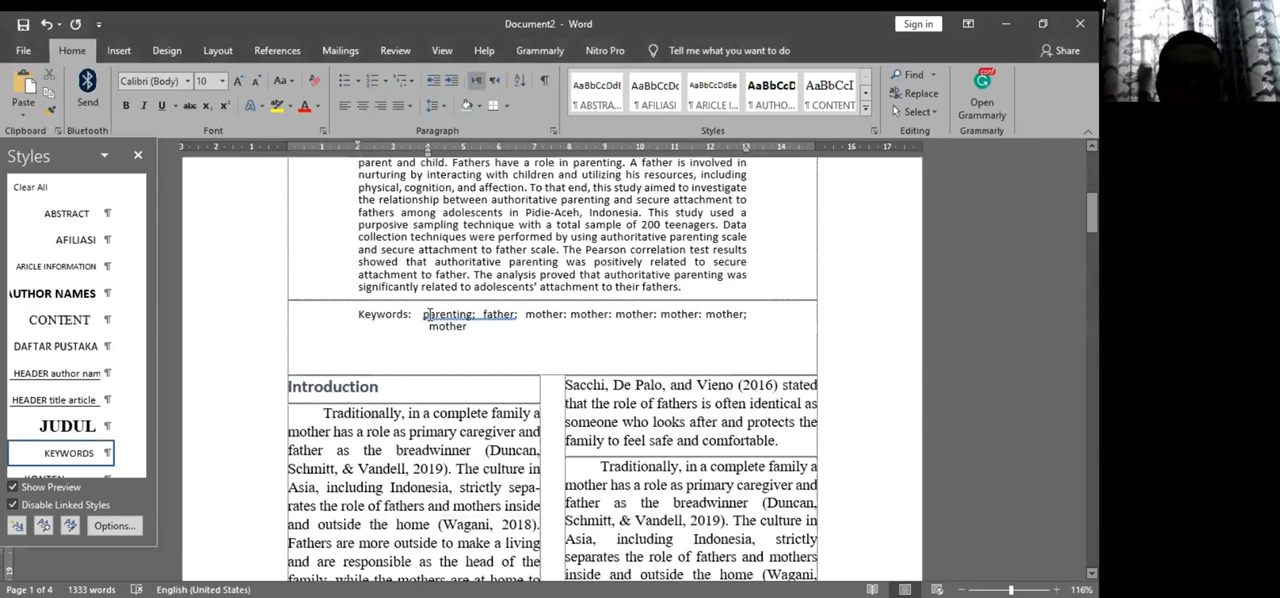 Document2 - Word
Sign in
File Home Insert Design Layout References Mailings Review View Help Grammarly Nitro Pro Tell me what you want to do Share
Paste
Send
Calibri (Body) 10
Find
Replace
Select
Open
Grammarly
Clipboard Bluetooth Font Paragraph Styles Editing Grammarly
AaBbCcDdI AaBbCcDc AaBbCcDdEe AaBbCcD AaBbCcI
¶ ABSTRA... ¶ AFILIASI ¶ ARICLE I... ¶ AUTHO... ¶ CONTENT
Styles
Clear All
ABSTRACT
AFILIASI
ARICLE INFORMATION
AUTHOR NAMES
CONTENT
DAFTAR PUSTAKA
HEADER author nam
HEADER title article
JUDUL
KEYWORDS
Show Preview
Disable Linked Styles
Options...
parent and child. Fathers have a role in parenting. A father is involved in
nurturing by interacting with children and utilizing his resources, including
physical, cognition, and affection. To that end, this study aimed to investigate
the relationship between authoritative parenting and secure attachment to
fathers among adolescents in Pidie-Aceh, Indonesia. This study used a
purposive sampling technique with a total sample of 200 teenagers. Data
collection techniques were performed by using authoritative parenting scale
and secure attachment to father scale. The Pearson correlation test results
showed that authoritative parenting was positively related to secure
attachment to father. The analysis proved that authoritative parenting was
significantly related to adolescents’ attachment to their fathers.
Keywords: parenting; father; mother: mother: mother: mother: mother;
mother
Introduction
Traditionally, in a complete family a
mother has a role as primary caregiver and
father as the breadwinner (Duncan,
Schmitt, & Vandell, 2019). The culture in
Asia, including Indonesia, strictly sepa-
rates the role of fathers and mothers inside
and outside the home (Wagani, 2018).
Fathers are more outside to make a living
and are responsible as the head of the
family, while the mothers are at home to
Sacchi, De Palo, and Vieno (2016) stated
that the role of fathers is often identical as
someone who looks after and protects the
family to feel safe and comfortable.
Traditionally, in a complete family a
mother has a role as primary caregiver and
father as the breadwinner (Duncan,
Schmitt, & Vandell, 2019). The culture in
Asia, including Indonesia, strictly
separates the role of fathers and mothers
inside and outside the home (Wagani,
Page 1 of 4 1333 words English (United States) 116%